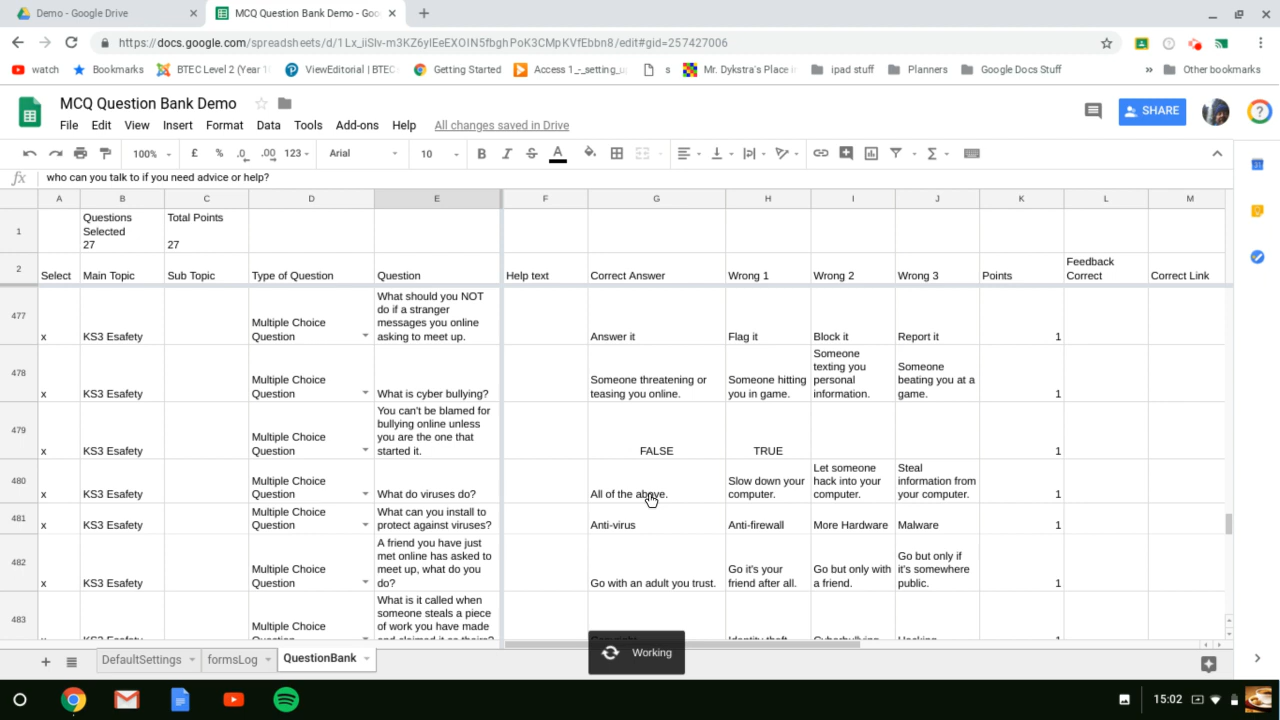 Demo - Google Drive
MCQ Question Bank Demo - Goo
https://docs.google.com/spreadsheets/d/1Lx_iiSlv-m3KZ6yIEeEXOIN5fbghPoK3CMpKVfEbbn8/edit#gid=257427006
watch
Bookmarks
BTEC Level 2 (Year 1
ViewEditorial | BTEC
Getting Started
Access 1_-_setting_u
s
Mr. Dykstra's Place i
ipad stuff
Planners
Google Docs Stuff
»
Other bookmarks
MCQ Question Bank Demo
SHARE
File Edit View Insert Format Data Tools Add-ons Help All changes saved in Drive
100% £ % .0 .00 123 Arial 10 B I S A
fx who can you talk to if you need advice or help?
A B C D E F G H I J K L M
1
Questions
Selected
27
Total Points
27
2
Select
Main Topic
Sub Topic
Type of Question
Question
Help text
Correct Answer
Wrong 1
Wrong 2
Wrong 3
Points
Feedback
Correct
Correct Link
477
x
KS3 Esafety
Multiple Choice
Question
What should you NOT
do if a stranger
messages you online
asking to meet up.
Answer it
Flag it
Block it
Report it
1
478
x
KS3 Esafety
Multiple Choice
Question
What is cyber bullying?
Someone threatening or
teasing you online.
Someone hitting
you in game.
Someone
texting you
personal
information.
Someone
beating you at a
game.
1
479
x
KS3 Esafety
Multiple Choice
Question
You can't be blamed for
bullying online unless
you are the one that
started it.
FALSE
TRUE
1
480
x
KS3 Esafety
Multiple Choice
Question
What do viruses do?
All of the above.
Slow down your
computer.
Let someone
hack into your
computer.
Steal
information from
your computer.
1
481
x
KS3 Esafety
Multiple Choice
Question
What can you install to
protect against viruses?
Anti-virus
Anti-firewall
More Hardware
Malware
1
482
x
KS3 Esafety
Multiple Choice
Question
A friend you have just
met online has asked to
meet up, what do you
do?
Go with an adult you trust.
Go it's your
friend after all.
Go but only with
a friend.
Go but only if
it's somewhere
public.
1
483
x
KS3 Esafety
Multiple Choice
Question
What is it called when
someone steals a piece
of work you have made
and claimed it as theirs?
Copyright
Identity theft
Cyberbullying
Hacking
1
Working
DefaultSettings
formsLog
QuestionBank
15:02